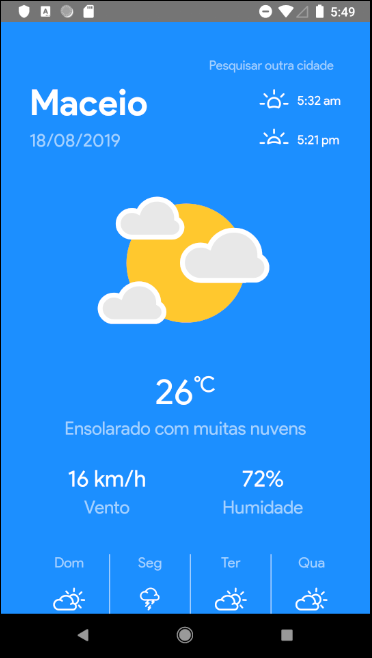 5:49
Pesquisar outra cidade
Maceio
5:32 am
18/08/2019
5:21 pm
26°C
Ensolarado com muitas nuvens
16 km/h
72%
Vento
Humidade
Dom
Seg
Ter
Qua